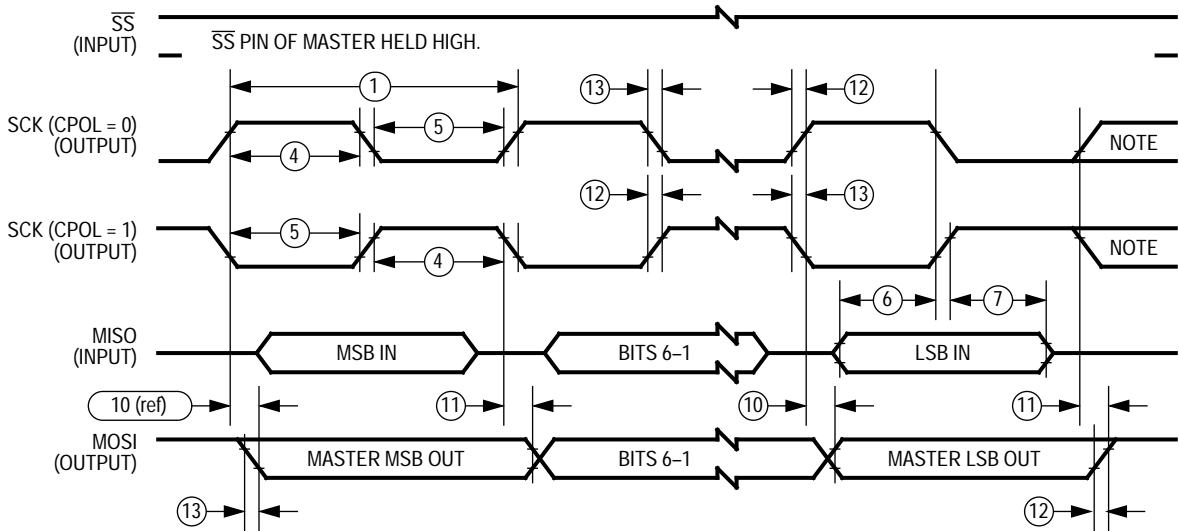 SS
(INPUT)
SS PIN OF MASTER HELD HIGH.
1
13
12
SCK (CPOL = 0)
(OUTPUT)
5
4
NOTE
12
13
SCK (CPOL = 1)
(OUTPUT)
5
4
NOTE
6
7
MISO
(INPUT)
MSB IN
BITS 6–1
LSB IN
10 (ref)
11
10
11
MOSI
(OUTPUT)
MASTER MSB OUT
BITS 6–1
MASTER LSB OUT
13
12